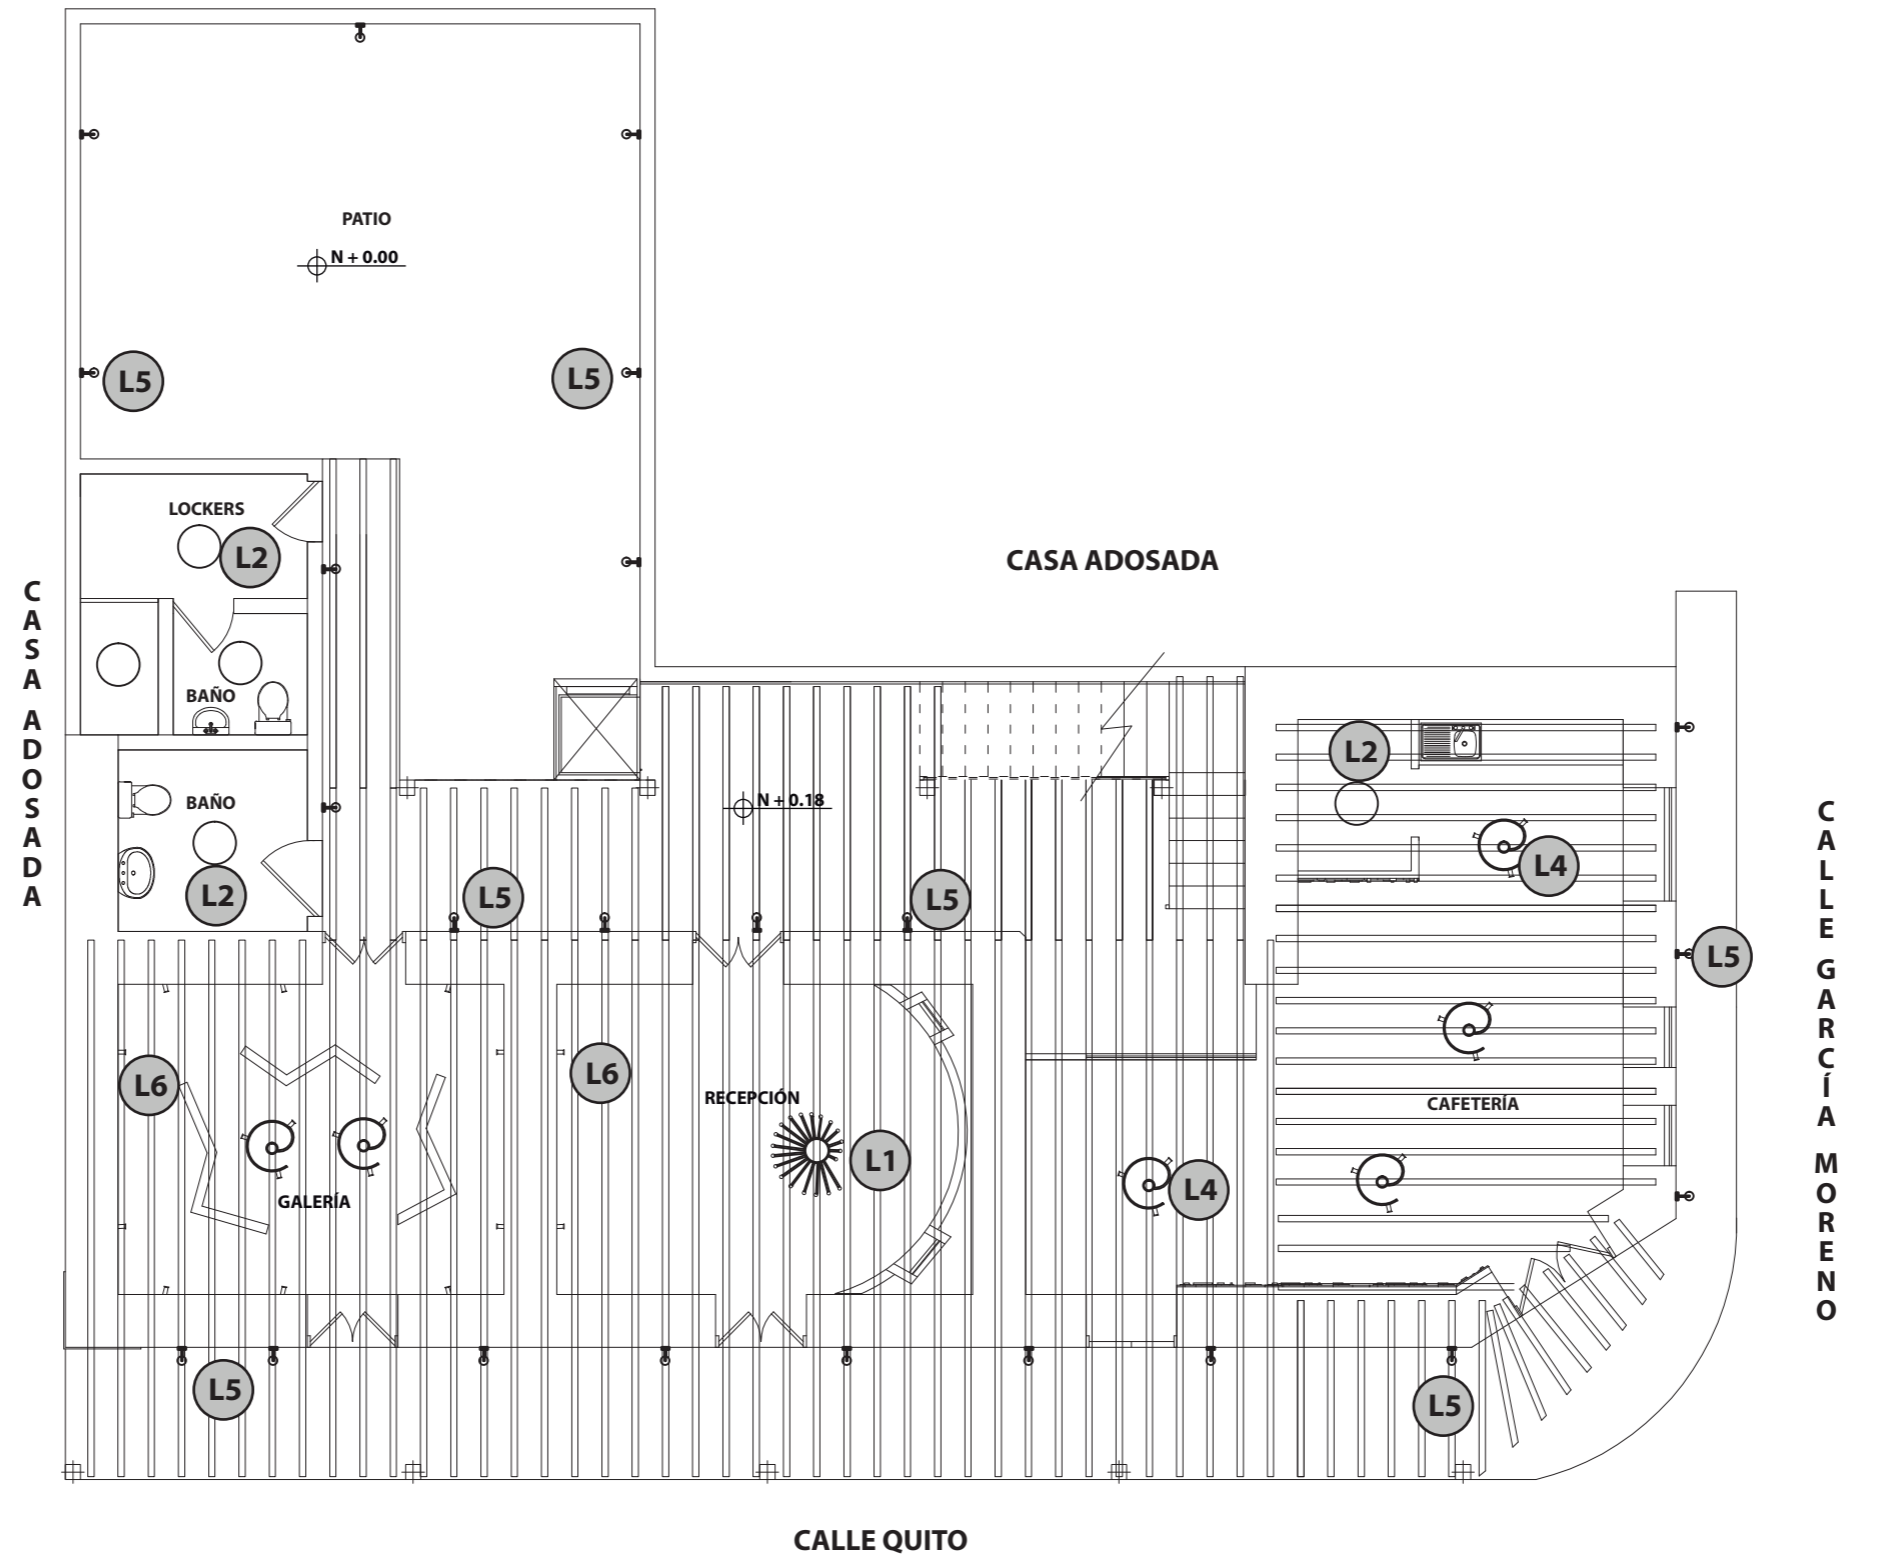 PATIO
N + 0.00
L5
L5
LOCKERS
L2
CASA ADOSADA
CASA ADOSADA
BAÑO
L2
L4
N + 0.18
BAÑO
L2
L5
L5
L5
CALLE GARCÍA MORENO
L6
L6
RECEPCIÓN
CAFETERÍA
L1
L4
GALERÍA
L5
L5
CALLE QUITO